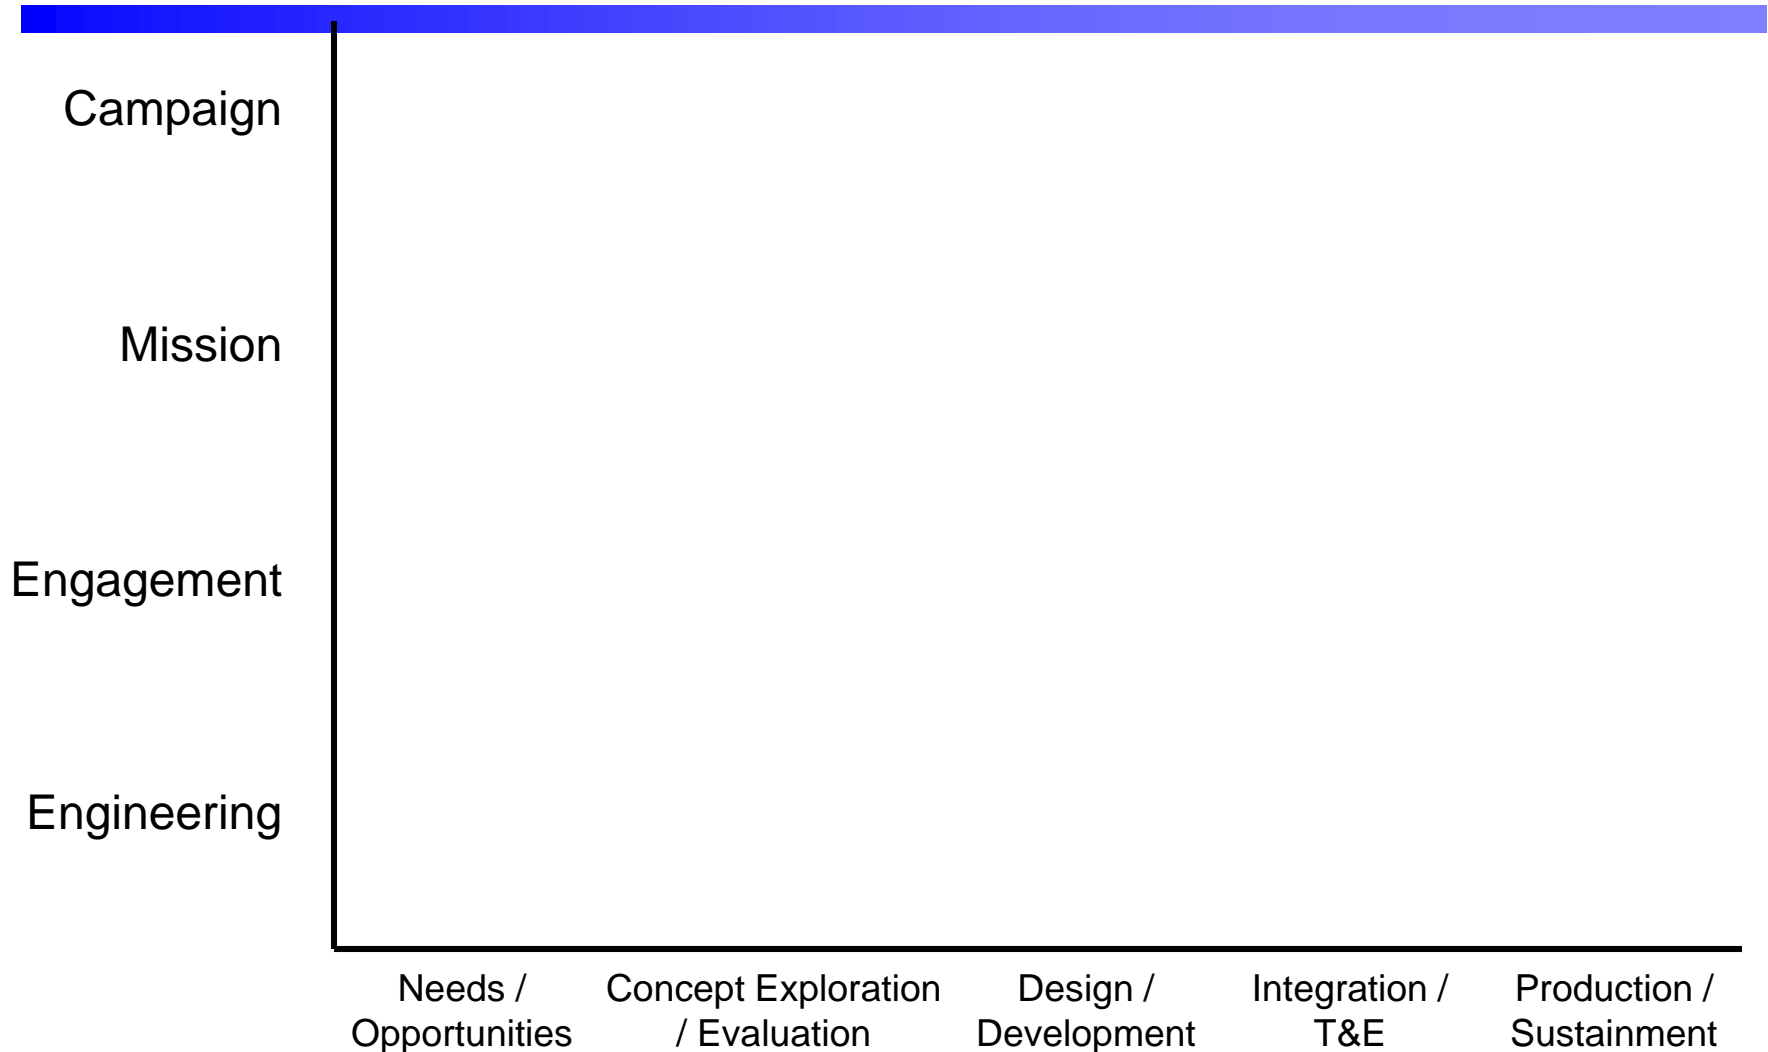 Campaign
Mission
Engagement
Engineering
Needs /
Opportunities
Concept Exploration
/ Evaluation
Design /
Development
Integration /
T&E
Production /
Sustainment